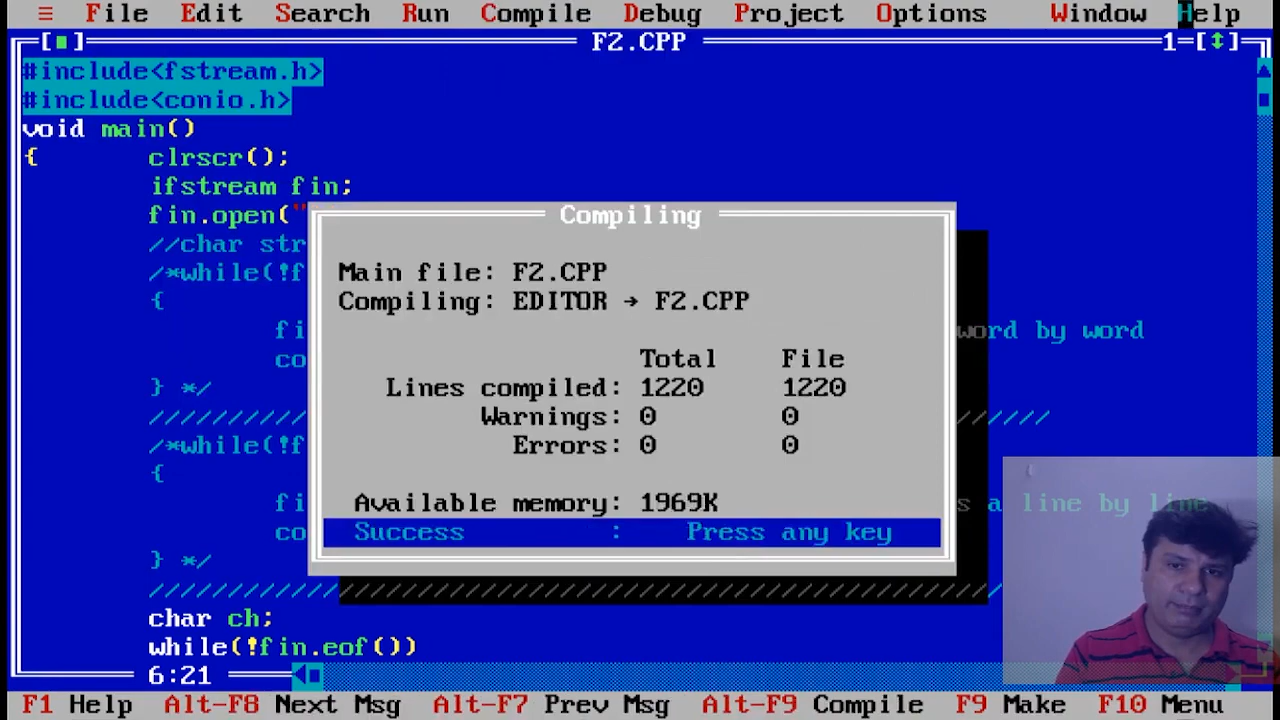 ≡ File Edit Search Run Compile Debug Project Options Window Help
[■] F2.CPP 1=[↕]
#include<fstream.h>
#include<conio.h>
void main()
{ clrscr();
ifstream fin;
fin.open("
//char str
/*while(!f
{
fi word by word
co
} */
////////// //////
/*while(!f
{
fi s a line by line
co
} */
//////////////////////////////////////////////////////
char ch;
while(!fin.eof())
6:21
Compiling
Main file: F2.CPP
Compiling: EDITOR → F2.CPP
Total File
Lines compiled: 1220 1220
Warnings: 0 0
Errors: 0 0
Available memory: 1969K
Success : Press any key
F1 Help Alt-F8 Next Msg Alt-F7 Prev Msg Alt-F9 Compile F9 Make F10 Menu